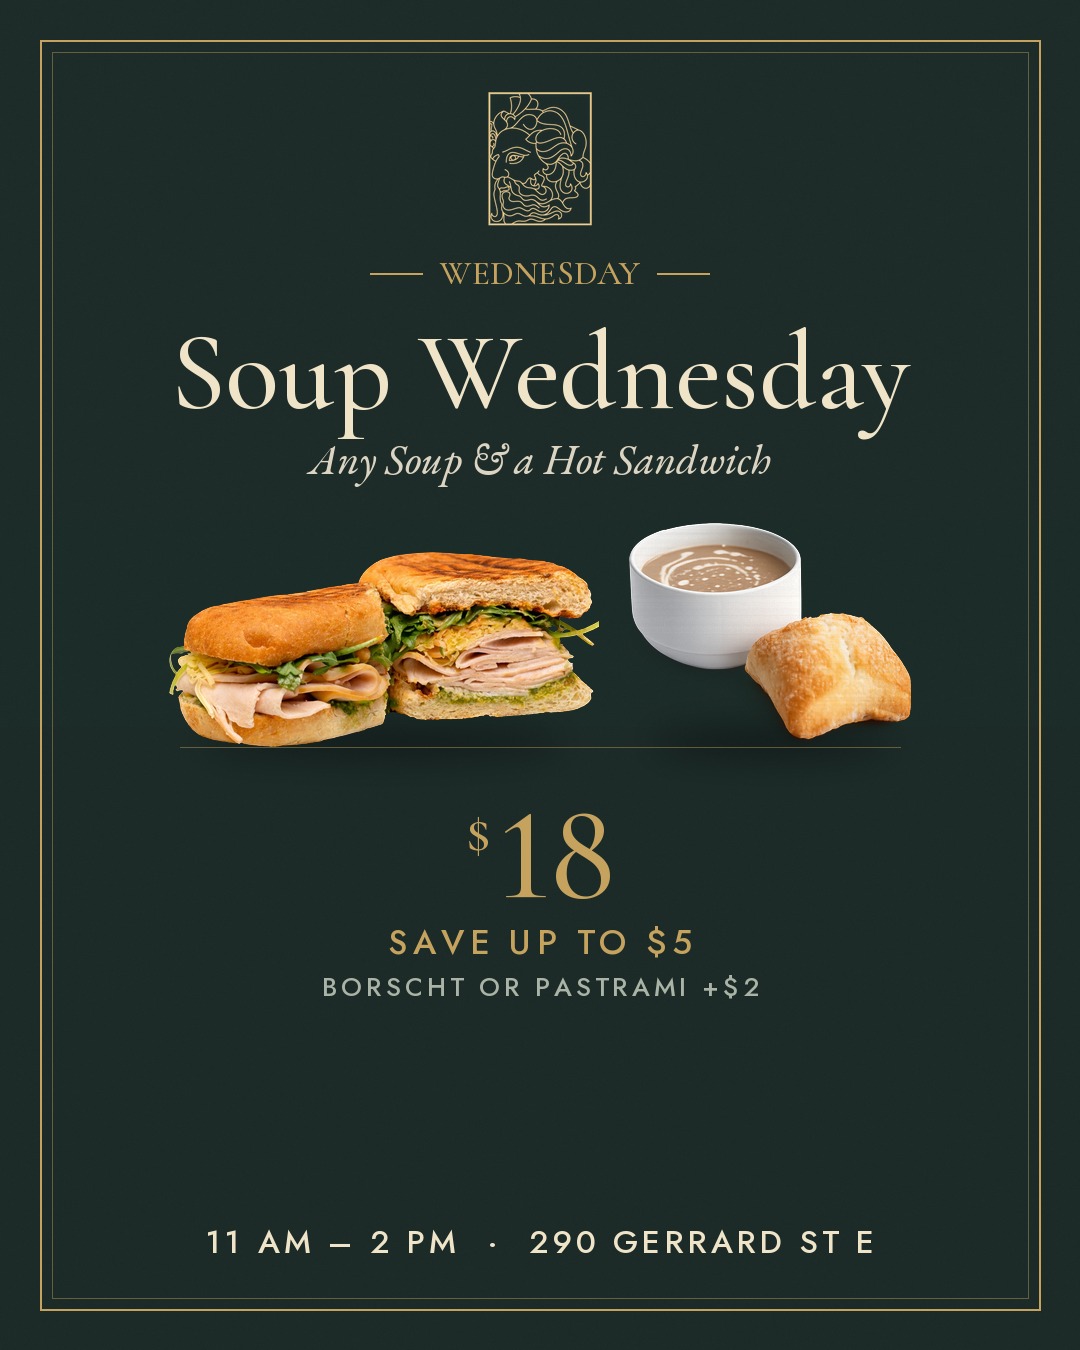 WEDNESDAY
Soup Wednesday
Any Soup & a Hot Sandwich
$18
SAVE UP TO $5
BORSCHT OR PASTRAMI +$2
11 AM – 2 PM · 290 GERRARD ST E